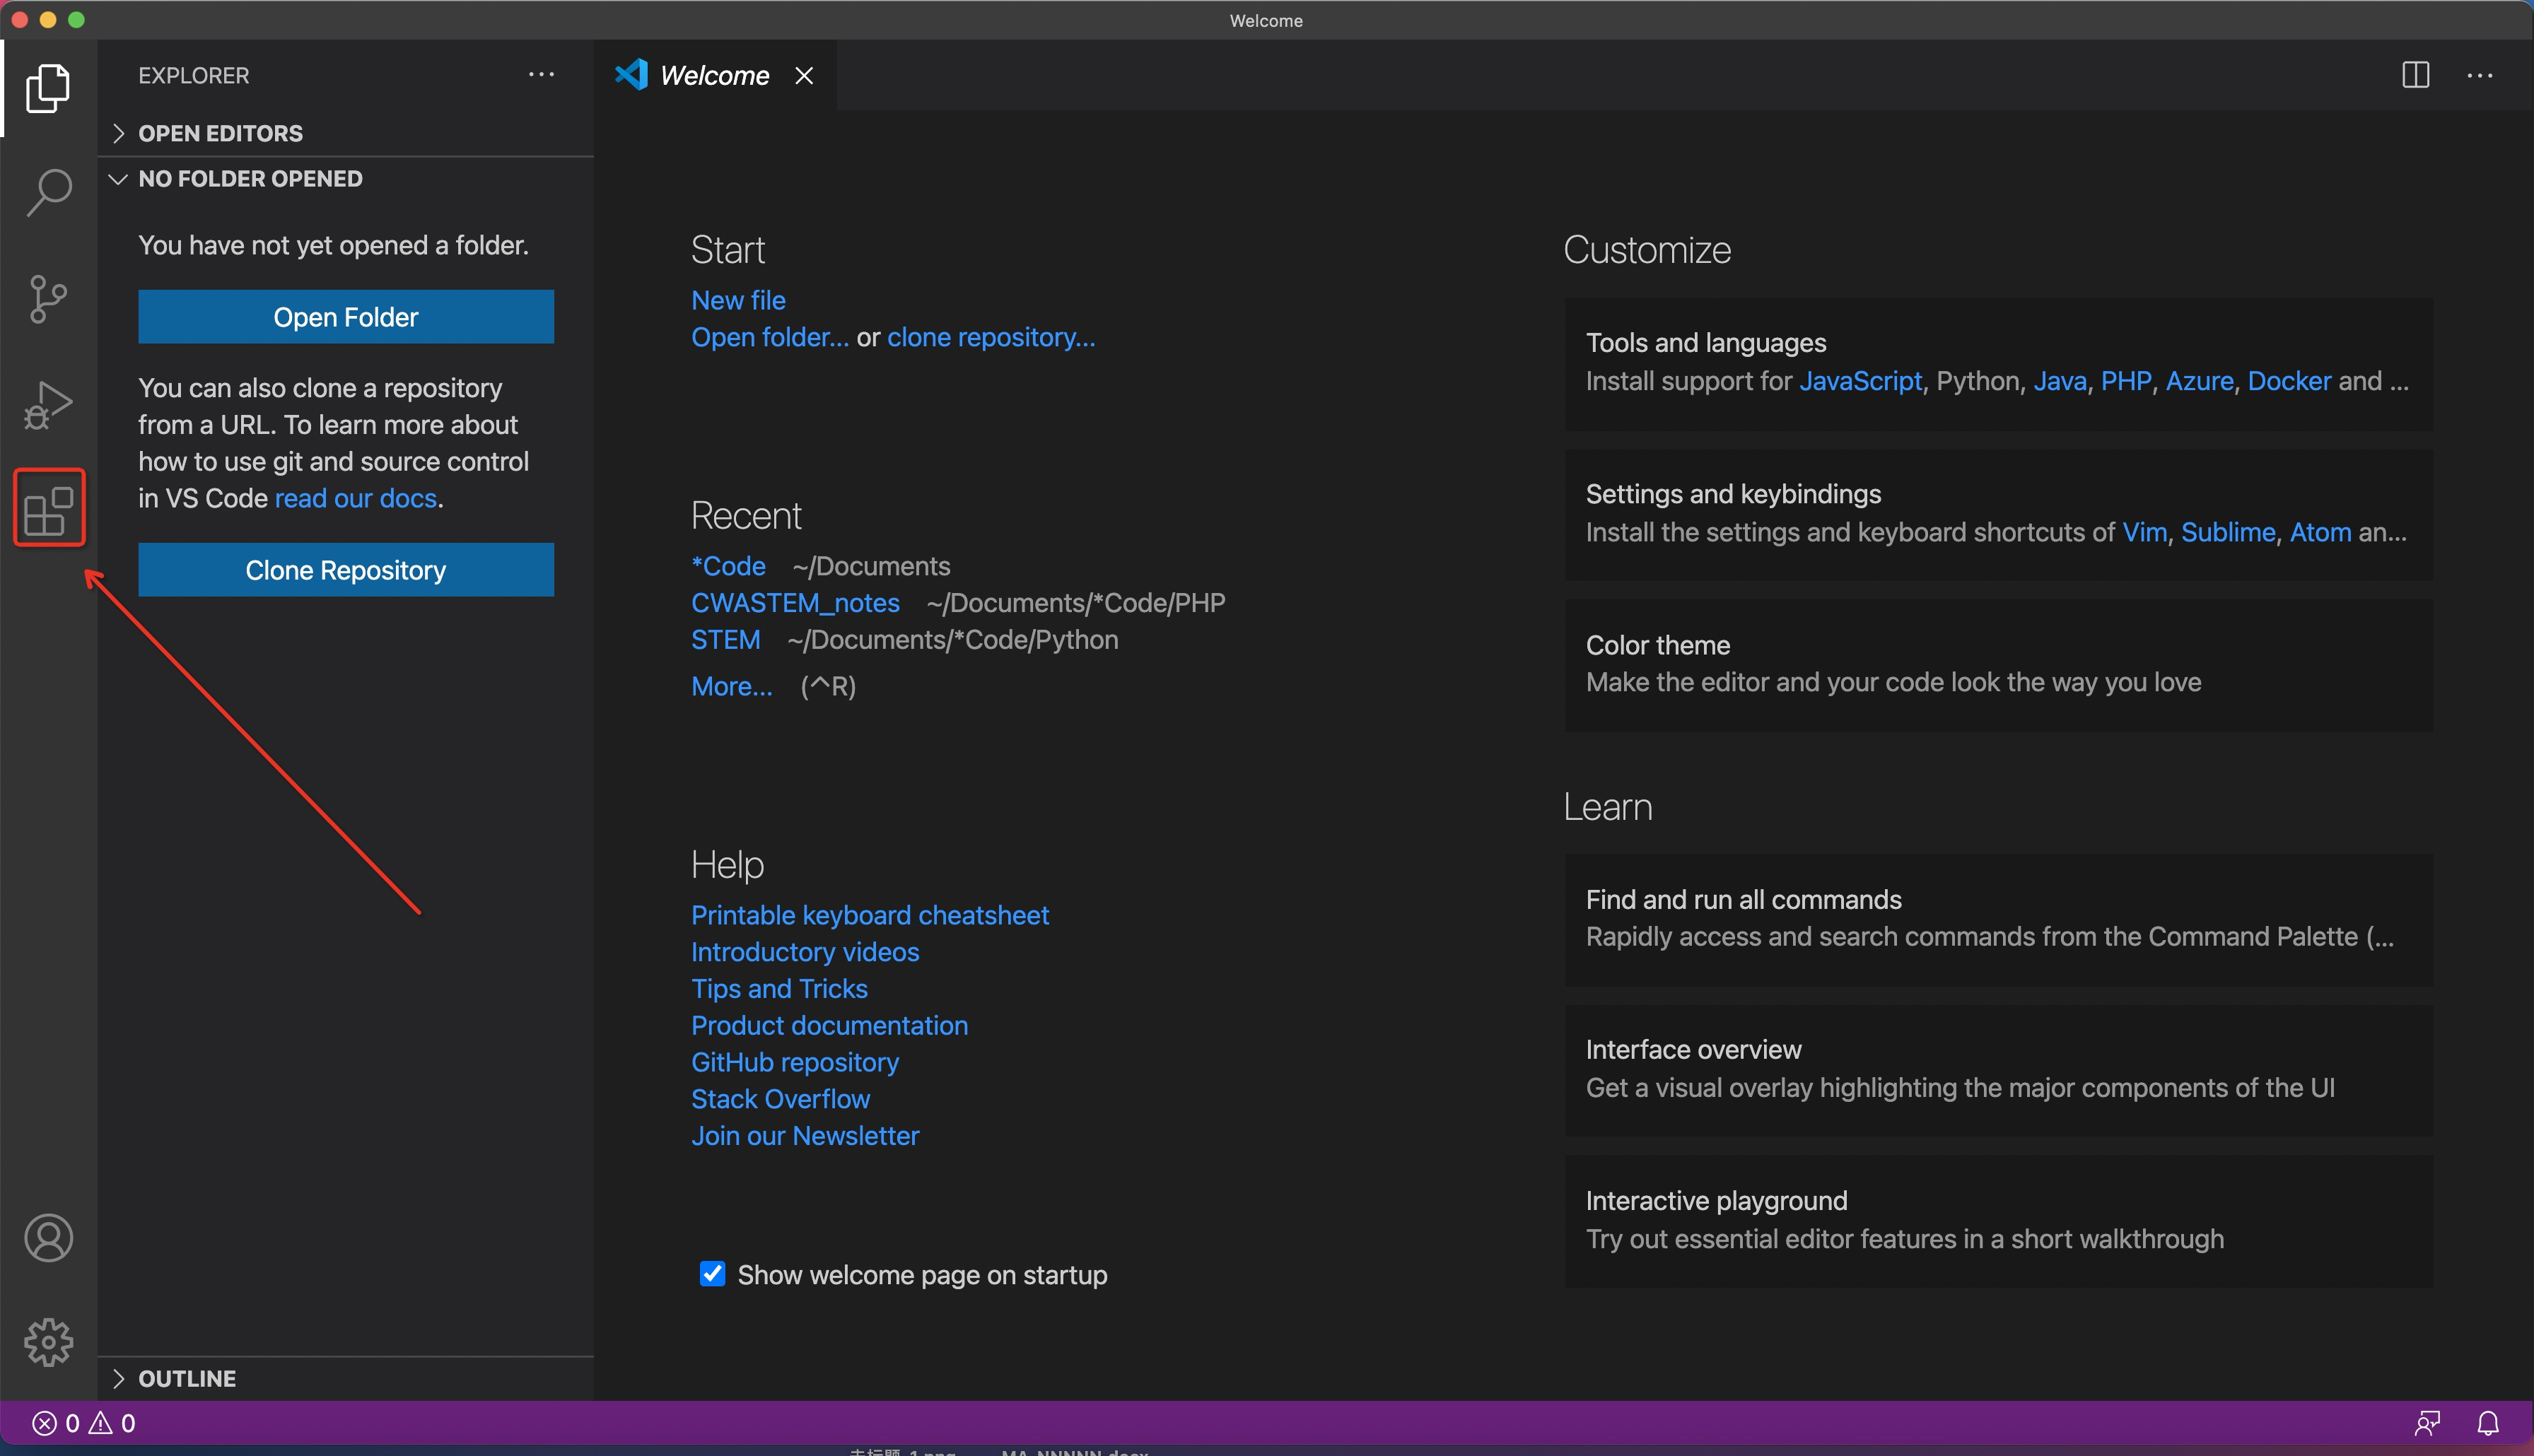 Welcome
EXPLORER
Welcome
OPEN EDITORS
NO FOLDER OPENED
You have not yet opened a folder.
Open Folder
You can also clone a repository
from a URL. To learn more about
how to use git and source control
in VS Code read our docs.
Clone Repository
OUTLINE
Start
New file
Open folder... or clone repository...
Recent
*Code ~/Documents
CWASTEM_notes ~/Documents/*Code/PHP
STEM ~/Documents/*Code/Python
More... (^R)
Help
Printable keyboard cheatsheet
Introductory videos
Tips and Tricks
Product documentation
GitHub repository
Stack Overflow
Join our Newsletter
Show welcome page on startup
Customize
Tools and languages
Install support for JavaScript, Python, Java, PHP, Azure, Docker and ...
Settings and keybindings
Install the settings and keyboard shortcuts of Vim, Sublime, Atom an...
Color theme
Make the editor and your code look the way you love
Learn
Find and run all commands
Rapidly access and search commands from the Command Palette (...
Interface overview
Get a visual overlay highlighting the major components of the UI
Interactive playground
Try out essential editor features in a short walkthrough
0 0